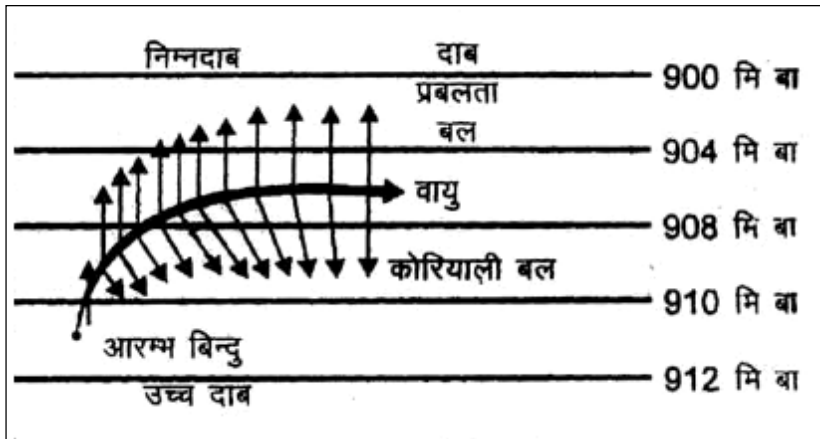 निम्नदाब
दाब
900 मि बा
प्रबलता
बल
904 मि बा
वायु
908 मि बा
कोरियाली बल
910 मि बा
आरम्भ बिन्दु
912 मि बा
उच्च दाब